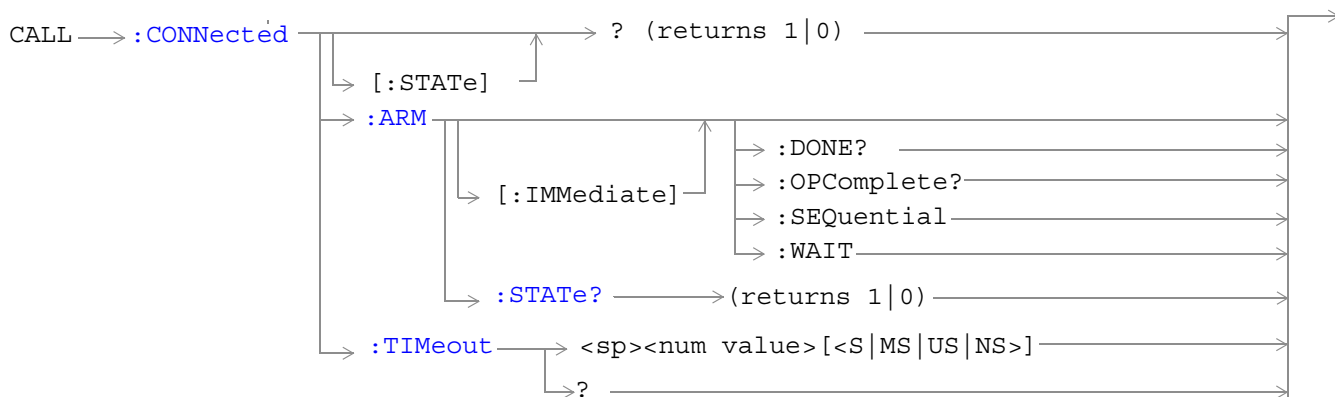 CALL :CONNected ? (returns 1|0)
[:STATe]
:ARM
:DONE?
:OPComplete?
[:IMMediate]
:SEQuential
:WAIT
:STATe? (returns 1|0)
:TIMeout <sp><num value>[<S|MS|US|NS>]
?